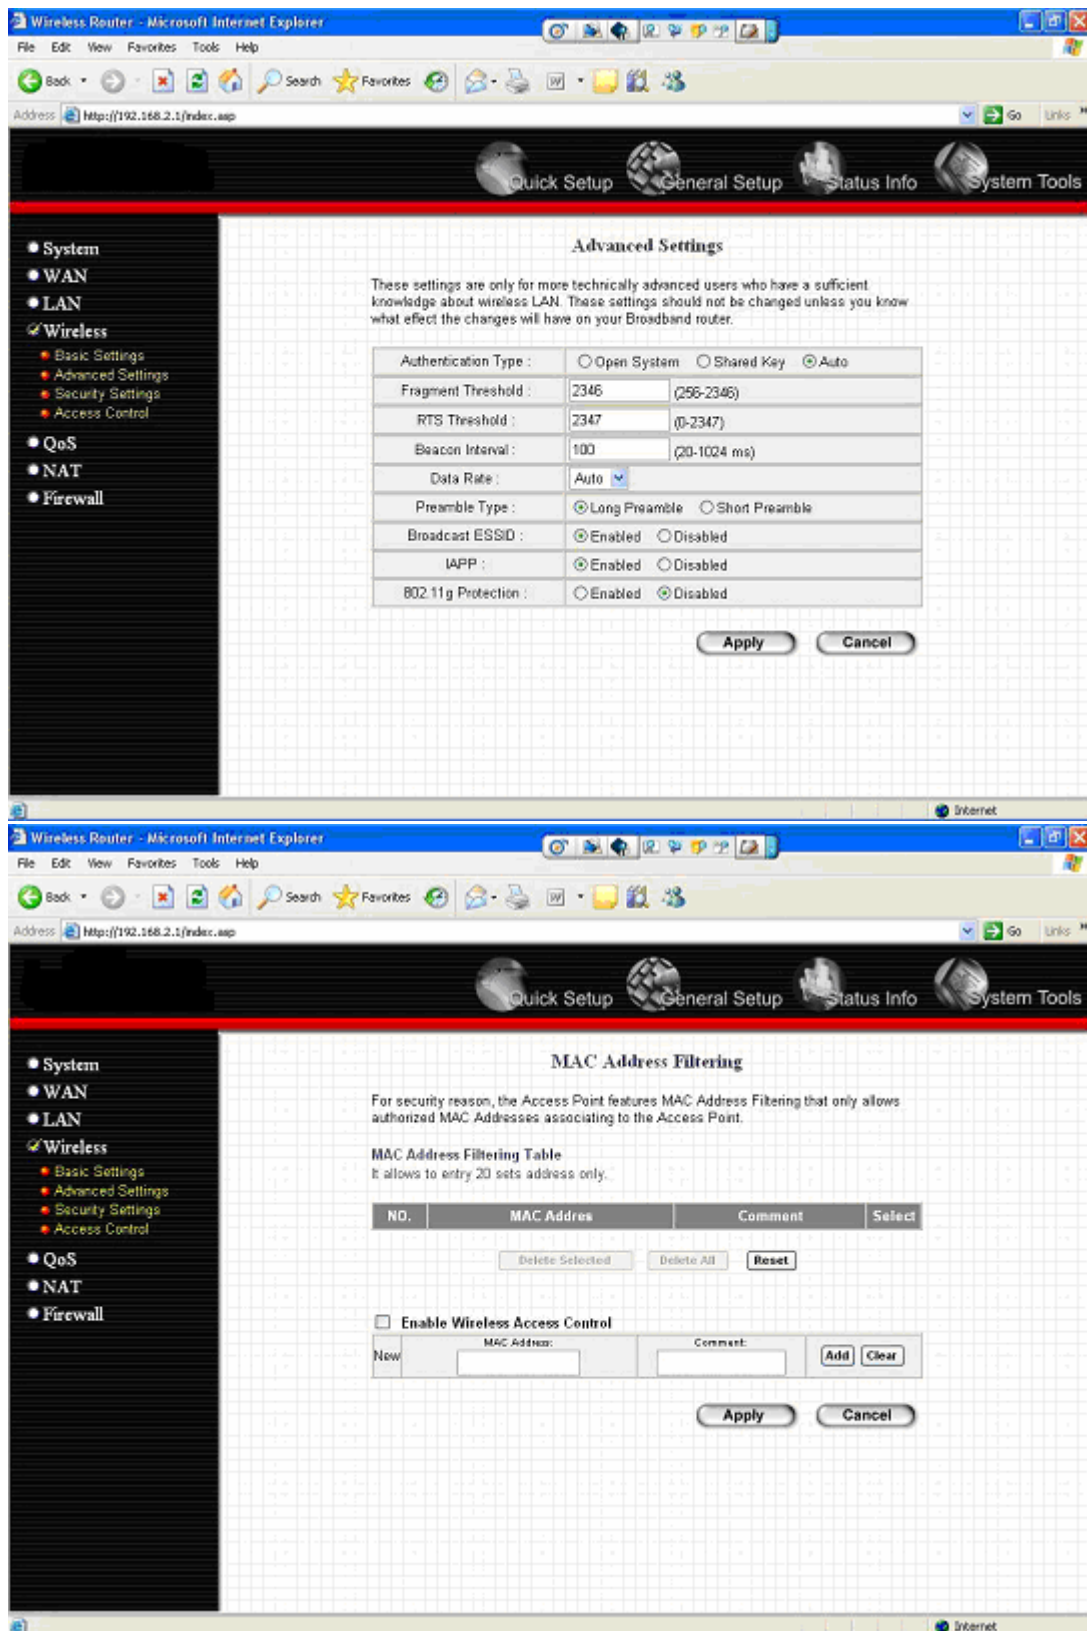 Wireless Router - Microsoft Internet Explorer
File Edit View Favorites Tools Help
Back Search Favorites
Address http://192.168.2.1/index.asp Go Links »
Quick Setup General Setup Status Info System Tools
System
WAN
LAN
Wireless
Basic Settings
Advanced Settings
Security Settings
Access Control
QoS
NAT
Firewall
Advanced Settings
These settings are only for more technically advanced users who have a sufficient
knowledge about wireless LAN. These settings should not be changed unless you know
what effect the changes will have on your Broadband router.
Authentication Type : Open System Shared Key Auto
Fragment Threshold : 2346 (256-2346)
RTS Threshold : 2347 (0-2347)
Beacon Interval : 100 (20-1024 ms)
Data Rate : Auto
Preamble Type : Long Preamble Short Preamble
Broadcast ESSID : Enabled Disabled
IAPP : Enabled Disabled
802.11g Protection : Enabled Disabled
Apply Cancel
Internet
Wireless Router - Microsoft Internet Explorer
File Edit View Favorites Tools Help
Back Search Favorites
Address http://192.168.2.1/index.asp Go Links »
Quick Setup General Setup Status Info System Tools
System
WAN
LAN
Wireless
Basic Settings
Advanced Settings
Security Settings
Access Control
QoS
NAT
Firewall
MAC Address Filtering
For security reason, the Access Point features MAC Address Filtering that only allows
authorized MAC Addresses associating to the Access Point.
MAC Address Filtering Table
It allows to entry 20 sets address only.
NO. MAC Addres Comment Select
Delete Selected Delete All Reset
Enable Wireless Access Control
New MAC Address: Comment: Add Clear
Apply Cancel
Internet